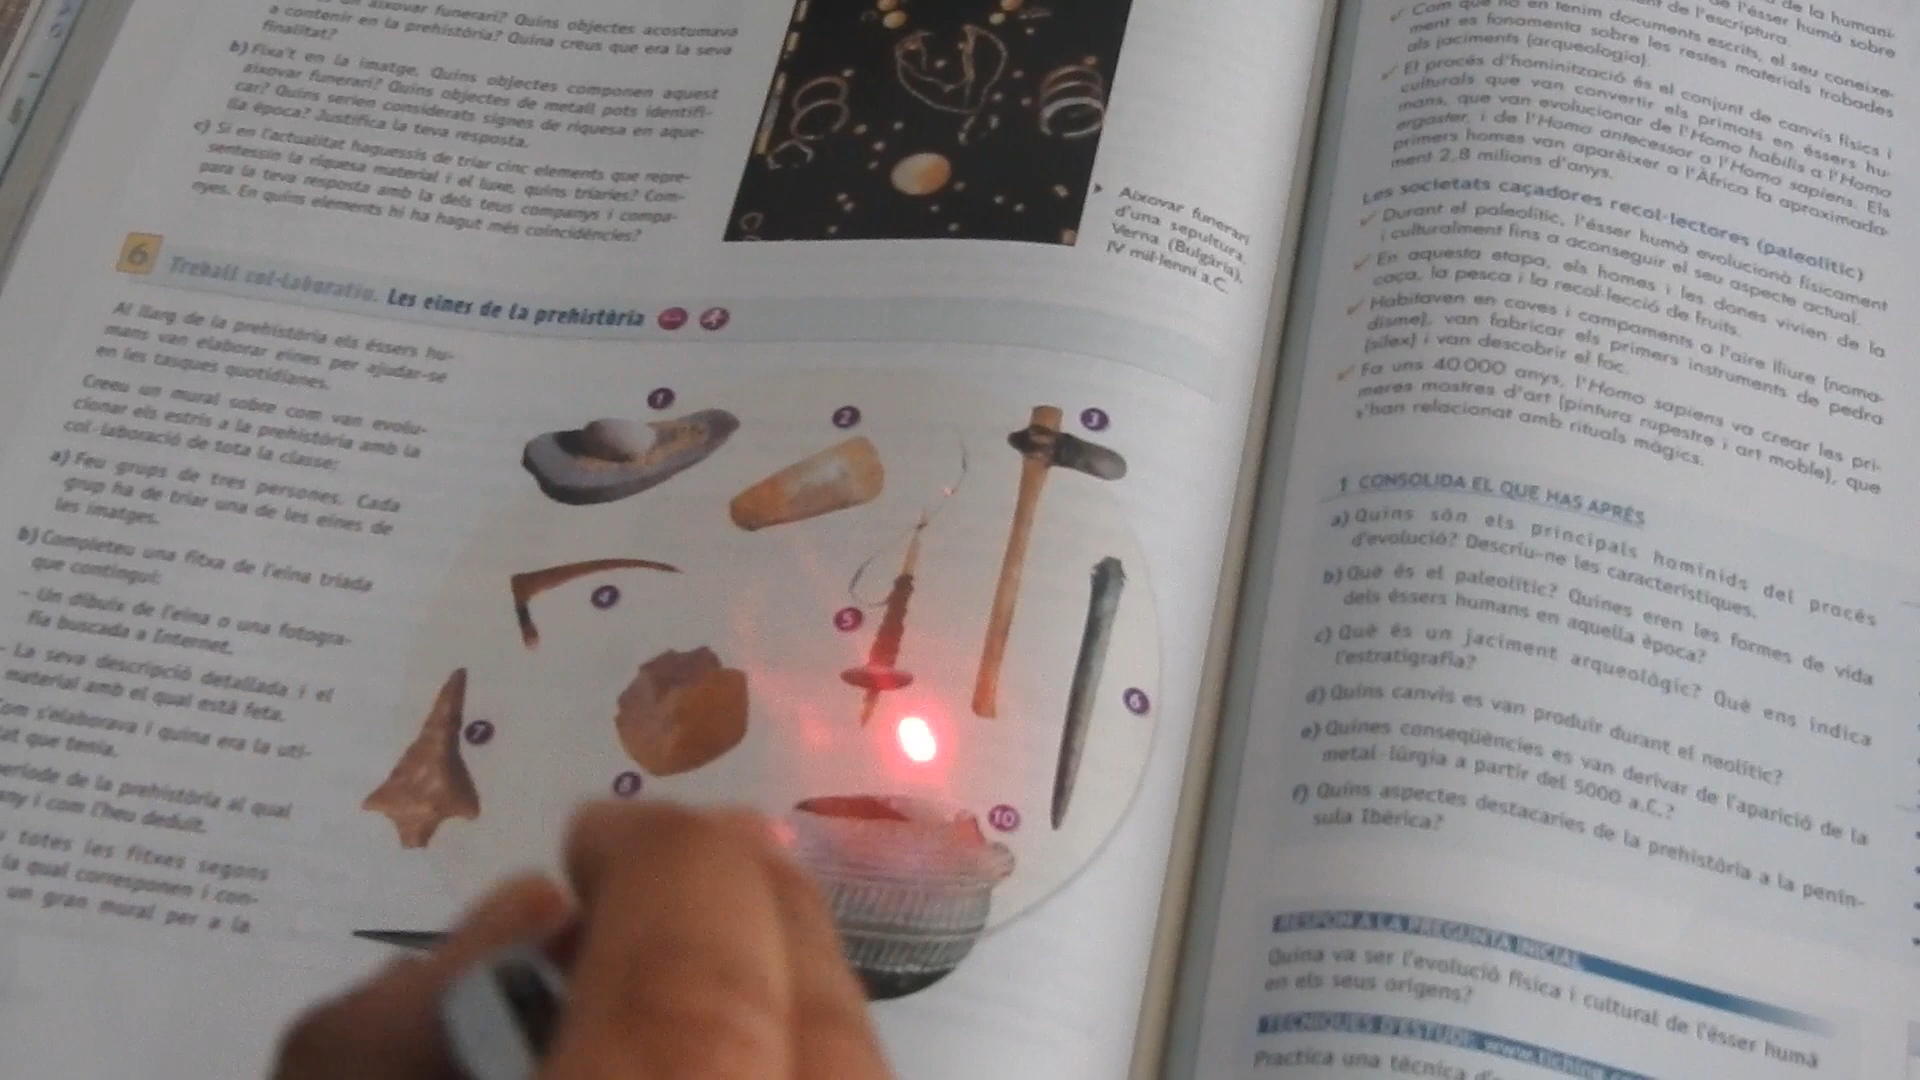 aixovar funerari? Quins objectes acostumava
a contenir en la prehistòria? Quina creus que era la seva
finalitat?
b) Fixa't en la imatge. Quins objectes componen aquest
aixovar funerari? Quins objectes de metall pots identifi-
car? Quins serien considerats signes de riquesa en aque-
lla època? Justifica la teva resposta.
c) Si en l'actualitat haguessis de triar cinc elements que repre-
sentessin la riquesa material i el luxe, quins triaries? Com-
para la teva resposta amb la dels teus companys i compa-
nyes. En quins elements hi ha hagut més coincidències?
Aixovar funerari
d'una sepultura.
Verna (Bulgària),
IV mil·lenni a.C.
6 Treball col·laboratiu. Les eines de la prehistòria
Al llarg de la prehistòria els éssers hu-
mans van elaborar eines per ajudar-se
en les tasques quotidianes.
Creeu un mural sobre com van evolu-
cionar els estris a la prehistòria amb la
col·laboració de tota la classe:
a) Feu grups de tres persones. Cada
grup ha de triar una de les eines de
les imatges.
b) Completeu una fitxa de l'eina triada
que contingui:
– Un dibuix de l'eina o una fotogra-
fia buscada a Internet.
– La seva descripció detallada i el
material amb el qual està feta.
Com s'elaborava i quina era la uti-
tat que tenia.
període de la prehistòria al qual
any i com l'heu deduït.
totes les fitxes segons
la qual corresponen i con-
un gran mural per a la
1
2
3
4
5
6
7
8
10
de la humani-
de l'ésser humà sobre
de l'escriptura.
Com que no en tenim documents escrits, el seu coneixe-
ment es fonamenta sobre les restes materials trobades
als jaciments (arqueologia).
El procés d'hominització és el conjunt de canvis físics i
culturals que van convertir els primats en éssers hu-
mans, que van evolucionar de l'Homo habilis a l'Homo
ergaster, i de l'Homo antecessor a l'Homo sapiens. Els
primers homes van aparèixer a l'Àfrica fa aproximada-
ment 2,8 milions d'anys.
Les societats caçadores recol·lectores (paleolític)
Durant el paleolític, l'ésser humà evolucionà físicament
i culturalment fins a aconseguir el seu aspecte actual.
En aquesta etapa, els homes i les dones vivien de la
caça, la pesca i la recol·lecció de fruits.
Habitaven en coves i campaments a l'aire lliure (noma-
disme), van fabricar els primers instruments de pedra
(sílex) i van descobrir el foc.
Fa uns 40 000 anys, l'Homo sapiens va crear les pri-
meres mostres d'art (pintura rupestre i art moble), que
s'han relacionat amb rituals màgics.
1 CONSOLIDA EL QUE HAS APRÈS
a) Quins són els principals homínids del procés
d'evolució? Descriu-ne les característiques.
b) Què és el paleolític? Quines eren les formes de vida
dels éssers humans en aquella època?
c) Què és un jaciment arqueològic? Què ens indica
l'estratigrafia?
d) Quins canvis es van produir durant el neolític?
e) Quines conseqüències es van derivar de l'aparició de la
metal·lúrgia a partir del 5000 a.C.?
f) Quins aspectes destacaries de la prehistòria a la penín-
sula Ibèrica?
RESPON A LA PREGUNTA INICIAL
Quina va ser l'evolució física i cultural de l'ésser humà
en els seus orígens?
TÈCNIQUES D'ESTUDI: www.tiching.com
Practica una tècnica